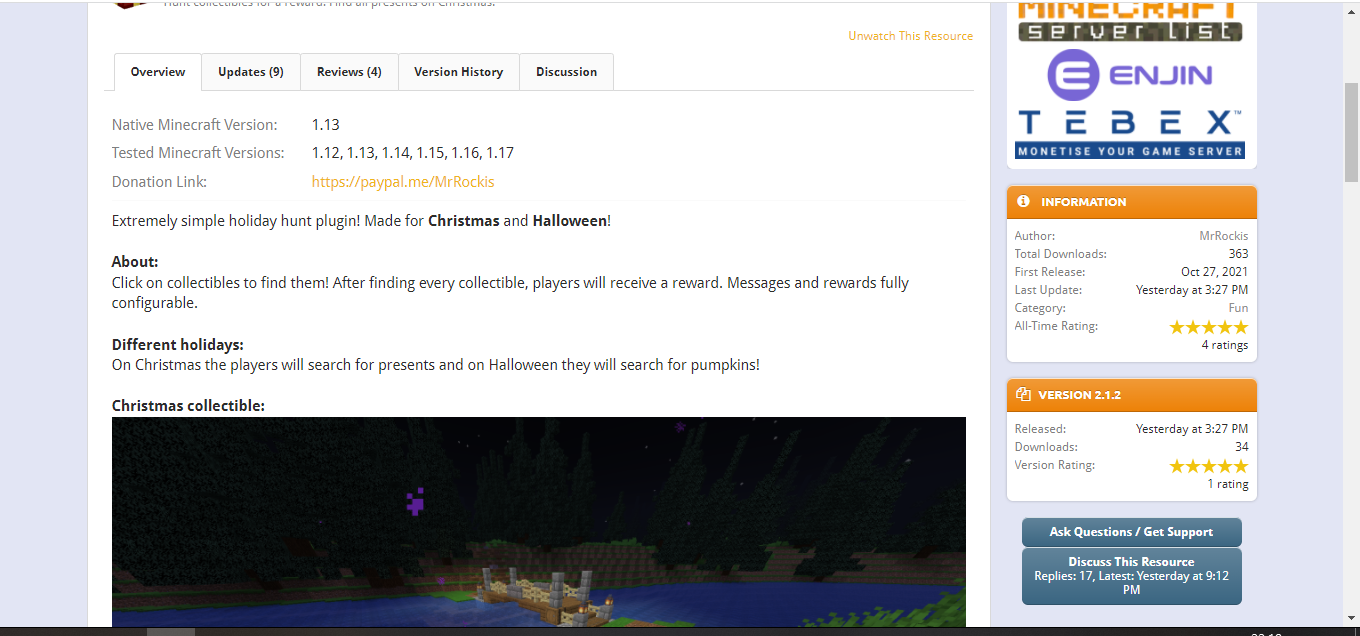 Hunt collectibles for a reward. Find all presents on Christmas.
Unwatch This Resource
Overview
Updates (9)
Reviews (4)
Version History
Discussion
Native Minecraft Version: 1.13
Tested Minecraft Versions: 1.12, 1.13, 1.14, 1.15, 1.16, 1.17
Donation Link: https://paypal.me/MrRockis
Extremely simple holiday hunt plugin! Made for Christmas and Halloween!
About:
Click on collectibles to find them! After finding every collectible, players will receive a reward. Messages and rewards fully
configurable.
Different holidays:
On Christmas the players will search for presents and on Halloween they will search for pumpkins!
Christmas collectible:
MINECRAFT
server list
ENJIN
TEBEX™
MONETISE YOUR GAME SERVER
INFORMATION
Author: MrRockis
Total Downloads: 363
First Release: Oct 27, 2021
Last Update: Yesterday at 3:27 PM
Category: Fun
All-Time Rating:
4 ratings
VERSION 2.1.2
Released: Yesterday at 3:27 PM
Downloads: 34
Version Rating:
1 rating
Ask Questions / Get Support
Discuss This Resource
Replies: 17, Latest: Yesterday at 9:12
PM